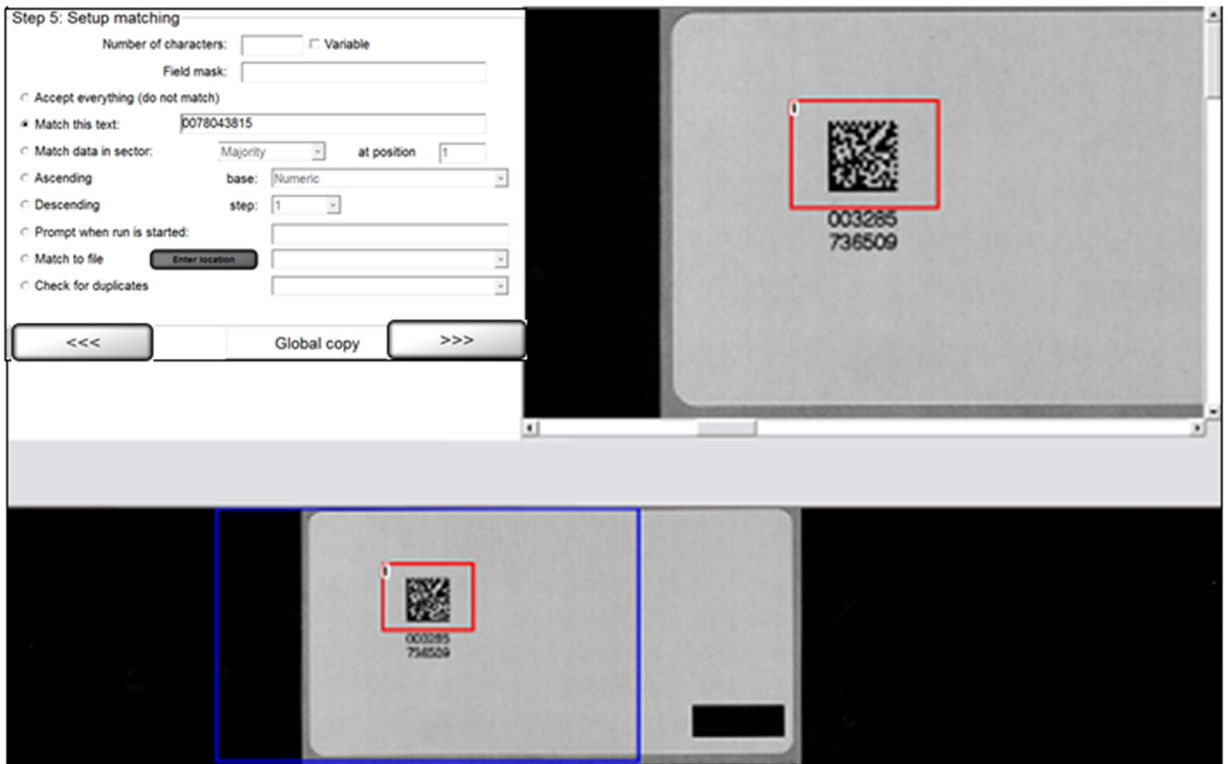 Step 5: Setup matching
Number of characters: Variable
Field mask:
Accept everything (do not match)
Match this text: 0078043815
Match data in sector: Majority at position 1
Ascending base: Numeric
Descending step: 1
Prompt when run is started:
Match to file Enter location
Check for duplicates
<<< Global copy >>>
1
003285
736509
1
003285
736509